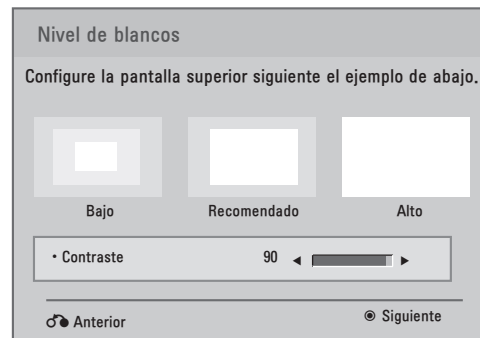 Nivel de blancos
Configure la pantalla superior siguiente el ejemplo de abajo.
Bajo Recomendado Alto
• Contraste 90 ◄ ►
Anterior ◉ Siguiente